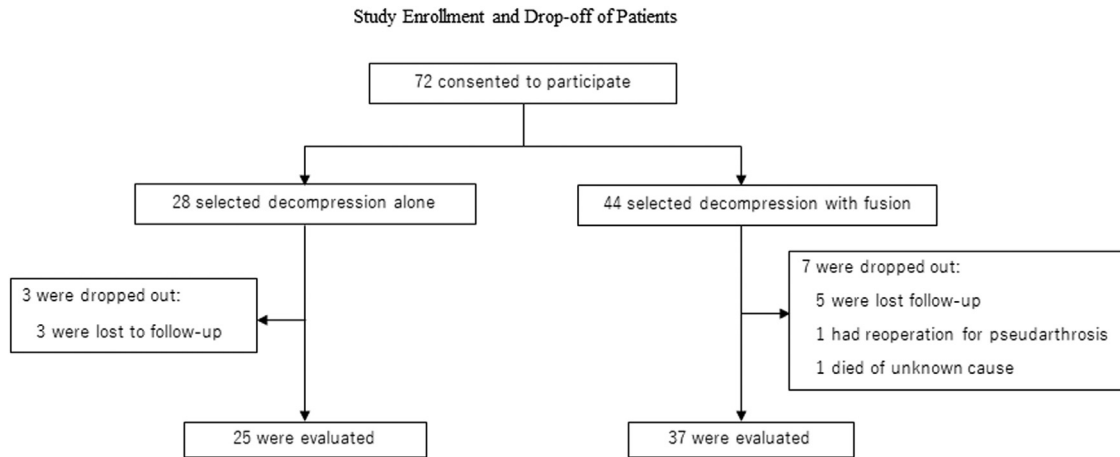 Study Enrollment and Drop-off of Patients
72 consented to participate
28 selected decompression alone
44 selected decompression with fusion
3 were dropped out:
3 were lost to follow-up
7 were dropped out:
5 were lost follow-up
1 had reoperation for pseudarthrosis
1 died of unknown cause
25 were evaluated
37 were evaluated